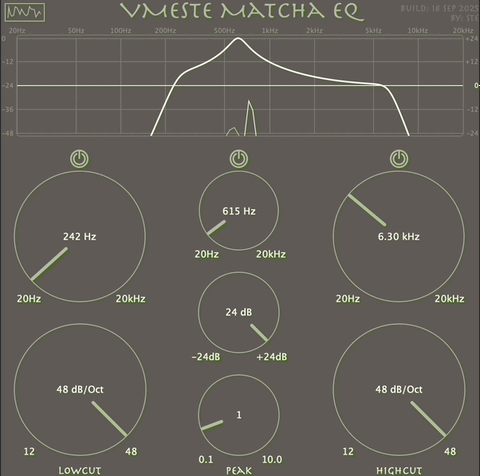 VMESTE MATCHA EQ
BUILD: 18 SEP 2025
BY: STE
20Hz 50Hz 100Hz 200Hz 500Hz 1kHz 2kHz 5kHz 10kHz 20kHz
0 +24
-12 +12
-24 0
-36 -12
-48 -24
242 Hz 615 Hz 6.30 kHz
20Hz 20kHz 20Hz 20kHz 20Hz 20kHz
24 dB
-24dB +24dB
48 dB/Oct 1 48 dB/Oct
12 48 0.1 10.0 12 48
LOWCUT PEAK HIGHCUT